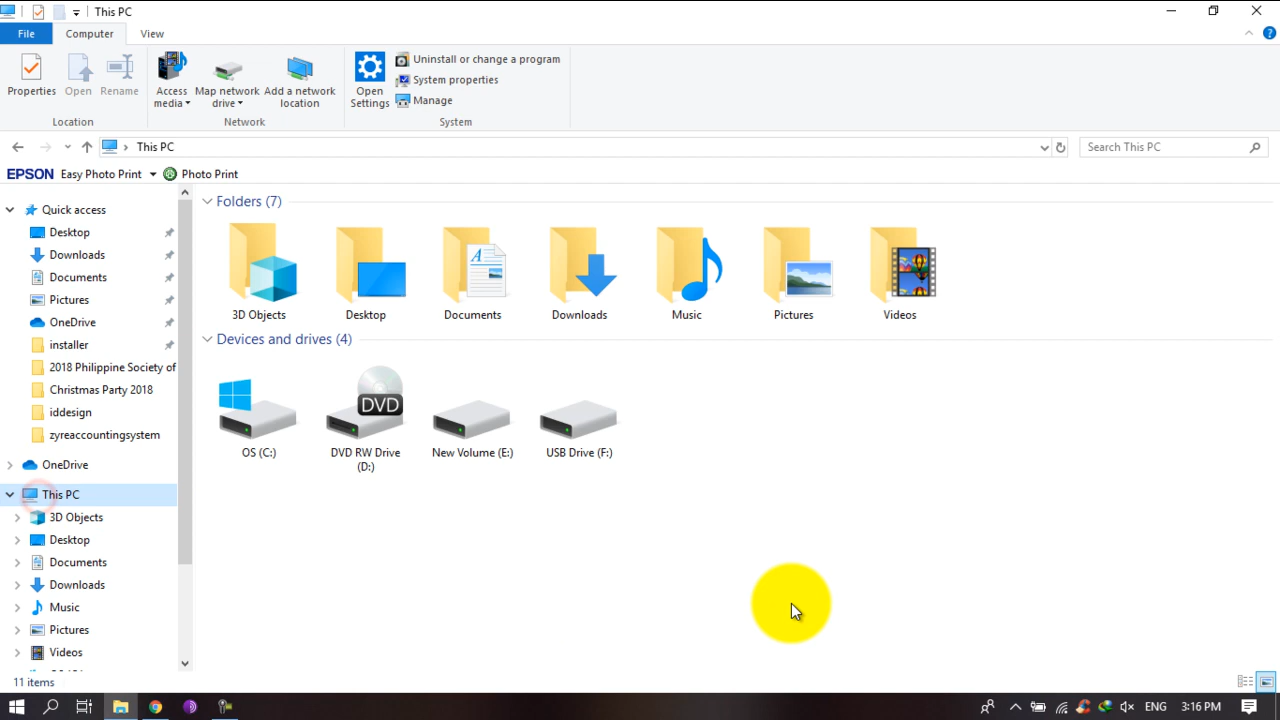 This PC
File
Computer
View
Properties
Open
Rename
Access
media
Map network
drive
Add a network
location
Open
Settings
Uninstall or change a program
System properties
Manage
Location
Network
System
This PC
Search This PC
EPSON Easy Photo Print
Photo Print
Quick access
Desktop
Downloads
Documents
Pictures
OneDrive
installer
2018 Philippine Society of
Christmas Party 2018
iddesign
zyreaccountingsystem
OneDrive
This PC
3D Objects
Desktop
Documents
Downloads
Music
Pictures
Videos
Folders (7)
3D Objects
Desktop
Documents
Downloads
Music
Pictures
Videos
Devices and drives (4)
DVD
OS (C:)
DVD RW Drive
(D:)
New Volume (E:)
USB Drive (F:)
11 items
ENG
3:16 PM